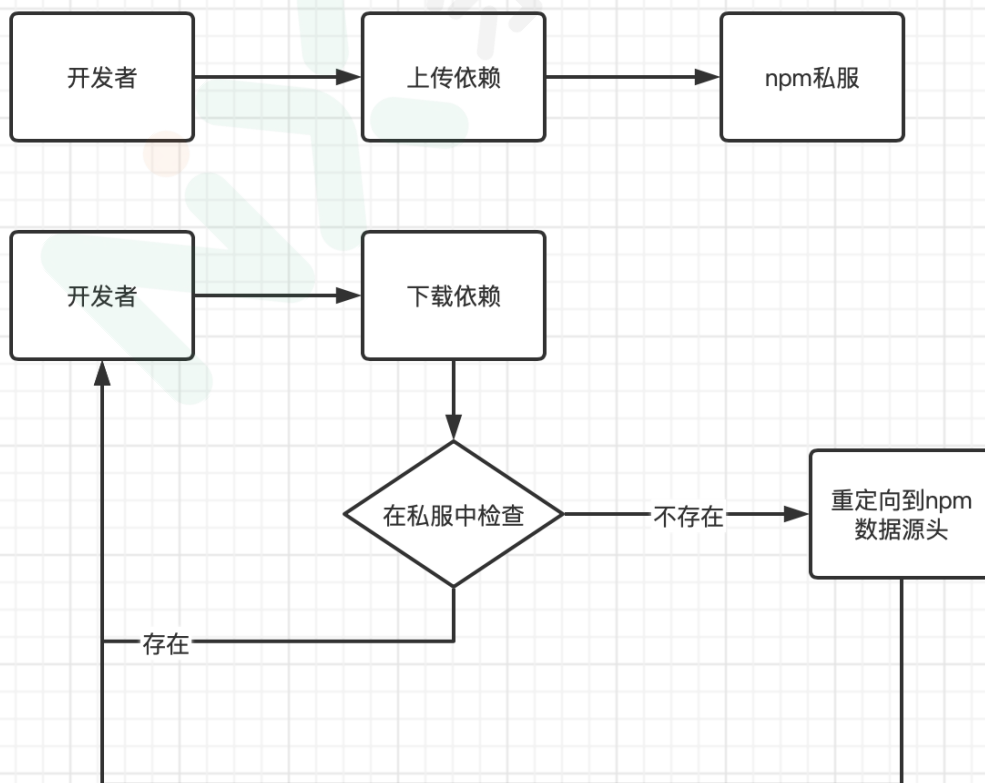 开发者
上传依赖
npm私服
开发者
下载依赖
在私服中检查
不存在
重定向到npm
数据源头
存在